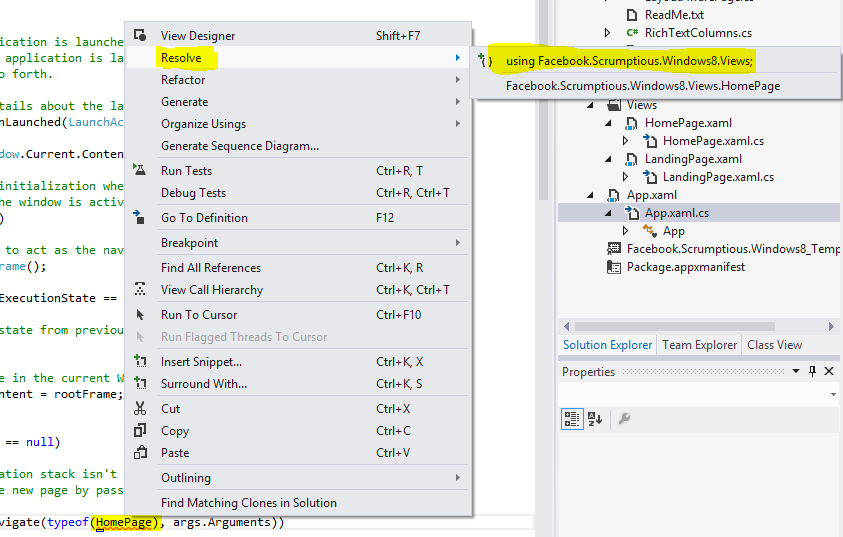 ication is launche
application is la
o forth.
tails about the la
nLaunched(LaunchAc
dow.Current.Conten
initialization whe
he window is activ
)
to act as the nav
rame();
ExecutionState ==
state from previou
e in the current W
ntent = rootFrame;
== null)
ation stack isn't
e new page by pass
vigate(typeof(HomePage), args.Arguments))
View Designer Shift+F7
Resolve
Refactor
Generate
Organize Usings
Generate Sequence Diagram...
Run Tests Ctrl+R, T
Debug Tests Ctrl+R, Ctrl+T
Go To Definition F12
Breakpoint
Find All References Ctrl+K, R
View Call Hierarchy Ctrl+K, Ctrl+T
Run To Cursor Ctrl+F10
Run Flagged Threads To Cursor
Insert Snippet... Ctrl+K, X
Surround With... Ctrl+K, S
Cut Ctrl+X
Copy Ctrl+C
Paste Ctrl+V
Outlining
Find Matching Clones in Solution
{} using Facebook.Scrumptious.Windows8.Views;
Facebook.Scrumptious.Windows8.Views.HomePage
ReadMe.txt
C# RichTextColumns.cs
Views
HomePage.xaml
HomePage.xaml.cs
LandingPage.xaml
LandingPage.xaml.cs
App.xaml
App.xaml.cs
App
Facebook.Scrumptious.Windows8_Temp
Package.appxmanifest
Solution Explorer Team Explorer Class View
Properties